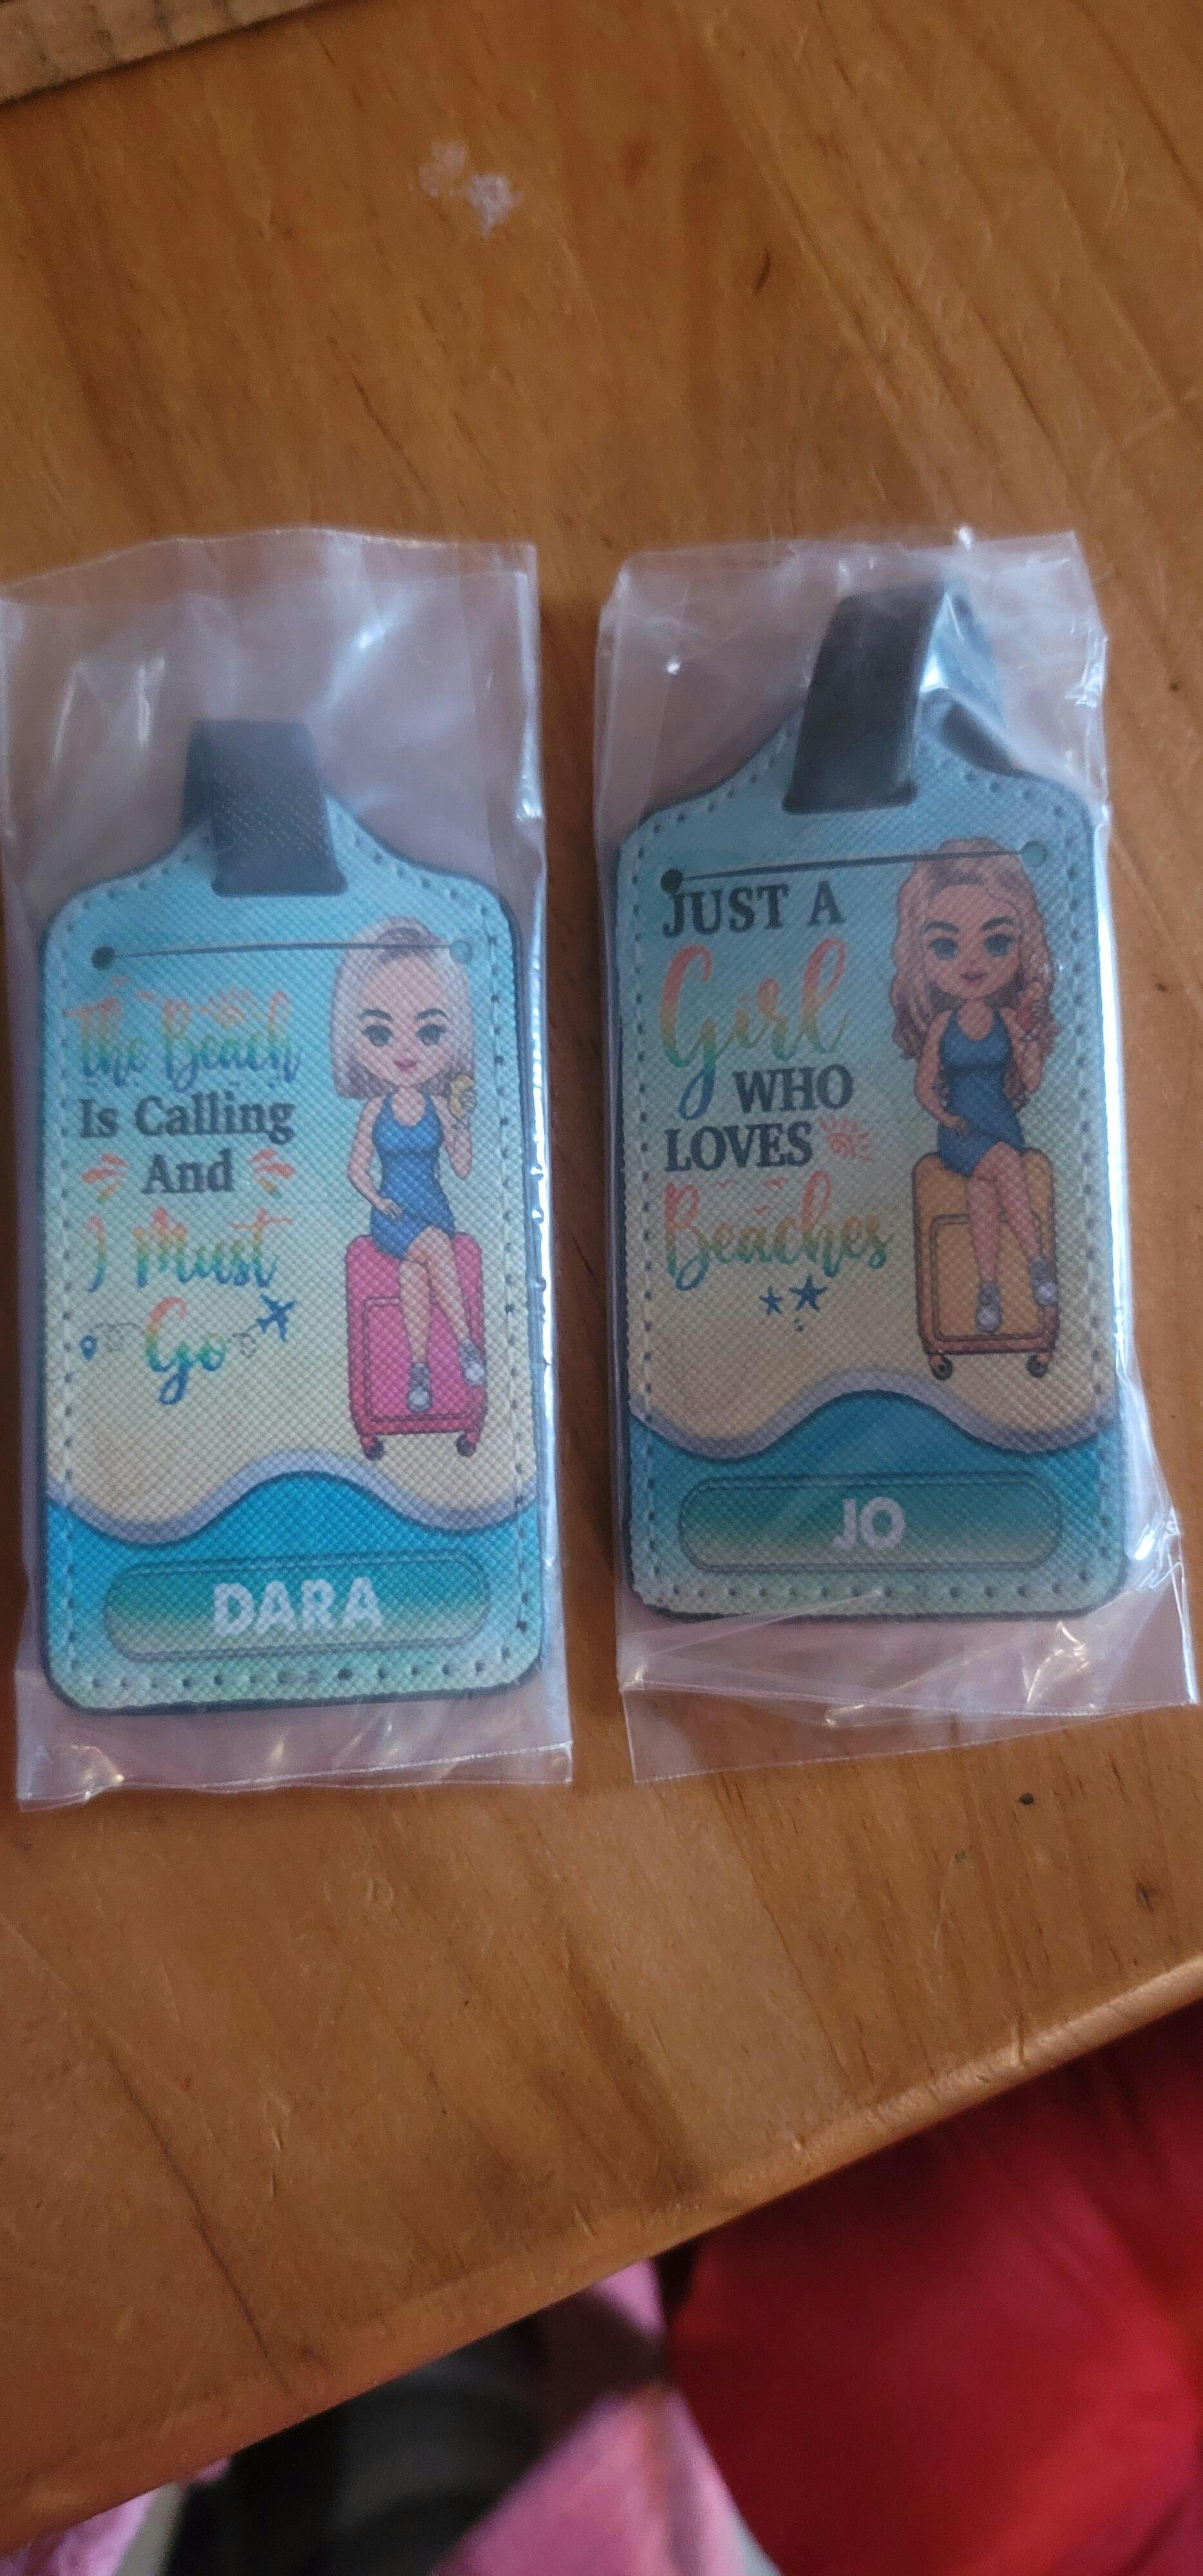 The Beach
Is Calling
And
I Must
Go
DARA
JUST A
Girl
WHO
LOVES
Beaches
JO